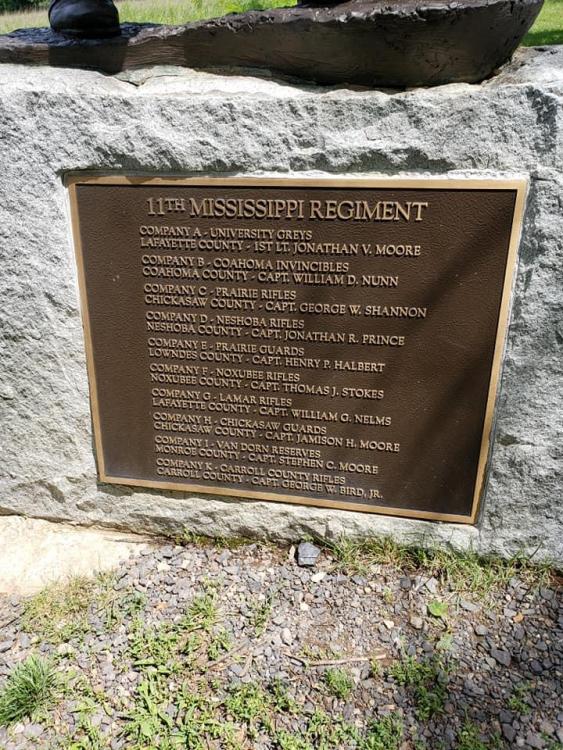 11TH MISSISSIPPI REGIMENT
COMPANY A - UNIVERSITY GREYS
LAFAYETTE COUNTY - 1ST LT. JONATHAN V. MOORE
COMPANY B - COAHOMA INVINCIBLES
COAHOMA COUNTY - CAPT. WILLIAM D. NUNN
COMPANY C - PRAIRIE RIFLES
CHICKASAW COUNTY - CAPT. GEORGE W. SHANNON
COMPANY D - NESHOBA RIFLES
NESHOBA COUNTY - CAPT. JONATHAN R. PRINCE
COMPANY E - PRAIRIE GUARDS
LOWNDES COUNTY - CAPT. HENRY P. HALBERT
COMPANY F - NOXUBEE RIFLES
NOXUBEE COUNTY - CAPT. THOMAS J. STOKES
COMPANY G - LAMAR RIFLES
LAFAYETTE COUNTY - CAPT. WILLIAM G. NELMS
COMPANY H - CHICKASAW GUARDS
CHICKASAW COUNTY - CAPT. JAMISON H. MOORE
COMPANY I - VAN DORN RESERVES
MONROE COUNTY - CAPT. STEPHEN C. MOORE
COMPANY K - CARROLL COUNTY RIFLES
CARROLL COUNTY - CAPT. GEORGE W. BIRD, JR.